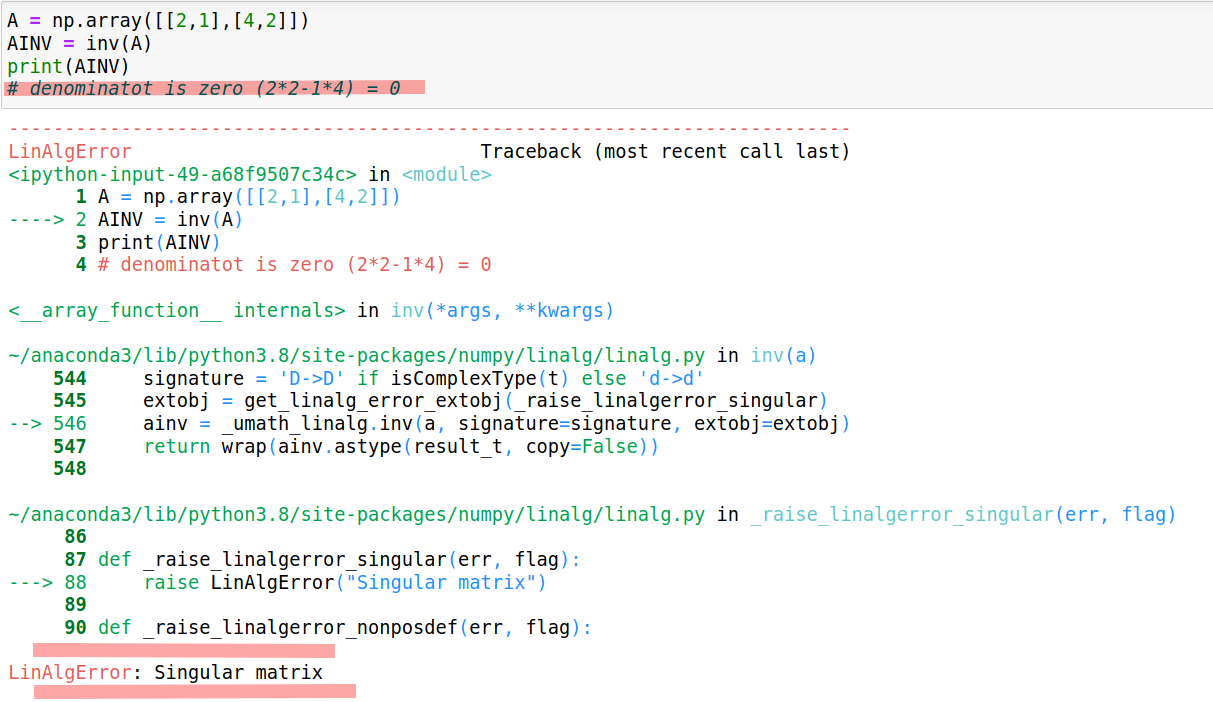 A = np.array([[2,1],[4,2]])
AINV = inv(A)
print(AINV)
# denominatot is zero (2*2-1*4) = 0
---------------------------------------------------------------------------
LinAlgError                               Traceback (most recent call last)
<ipython-input-49-a68f9507c34c> in <module>
      1 A = np.array([[2,1],[4,2]])
----> 2 AINV = inv(A)
      3 print(AINV)
      4 # denominatot is zero (2*2-1*4) = 0
<__array_function__ internals> in inv(*args, **kwargs)
~/anaconda3/lib/python3.8/site-packages/numpy/linalg/linalg.py in inv(a)
    544     signature = 'D->D' if isComplexType(t) else 'd->d'
    545     extobj = get_linalg_error_extobj(_raise_linalgerror_singular)
--> 546     ainv = _umath_linalg.inv(a, signature=signature, extobj=extobj)
    547     return wrap(ainv.astype(result_t, copy=False))
    548
~/anaconda3/lib/python3.8/site-packages/numpy/linalg/linalg.py in _raise_linalgerror_singular(err, flag)
     86
     87 def _raise_linalgerror_singular(err, flag):
---> 88     raise LinAlgError("Singular matrix")
     89
     90 def _raise_linalgerror_nonposdef(err, flag):
LinAlgError: Singular matrix